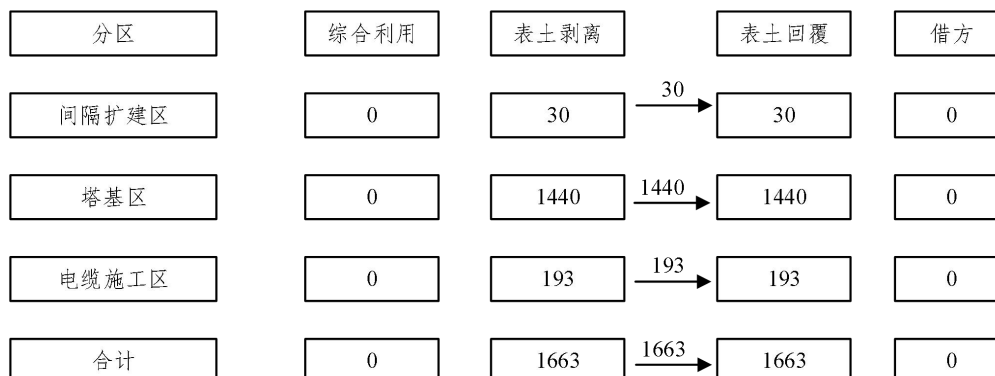 分区 综合利用 表土剥离 表土回覆 借方
间隔扩建区 0 30 30 30 0
塔基区 0 1440 1440 1440 0
电缆施工区 0 193 193 193 0
合计 0 1663 1663 1663 0